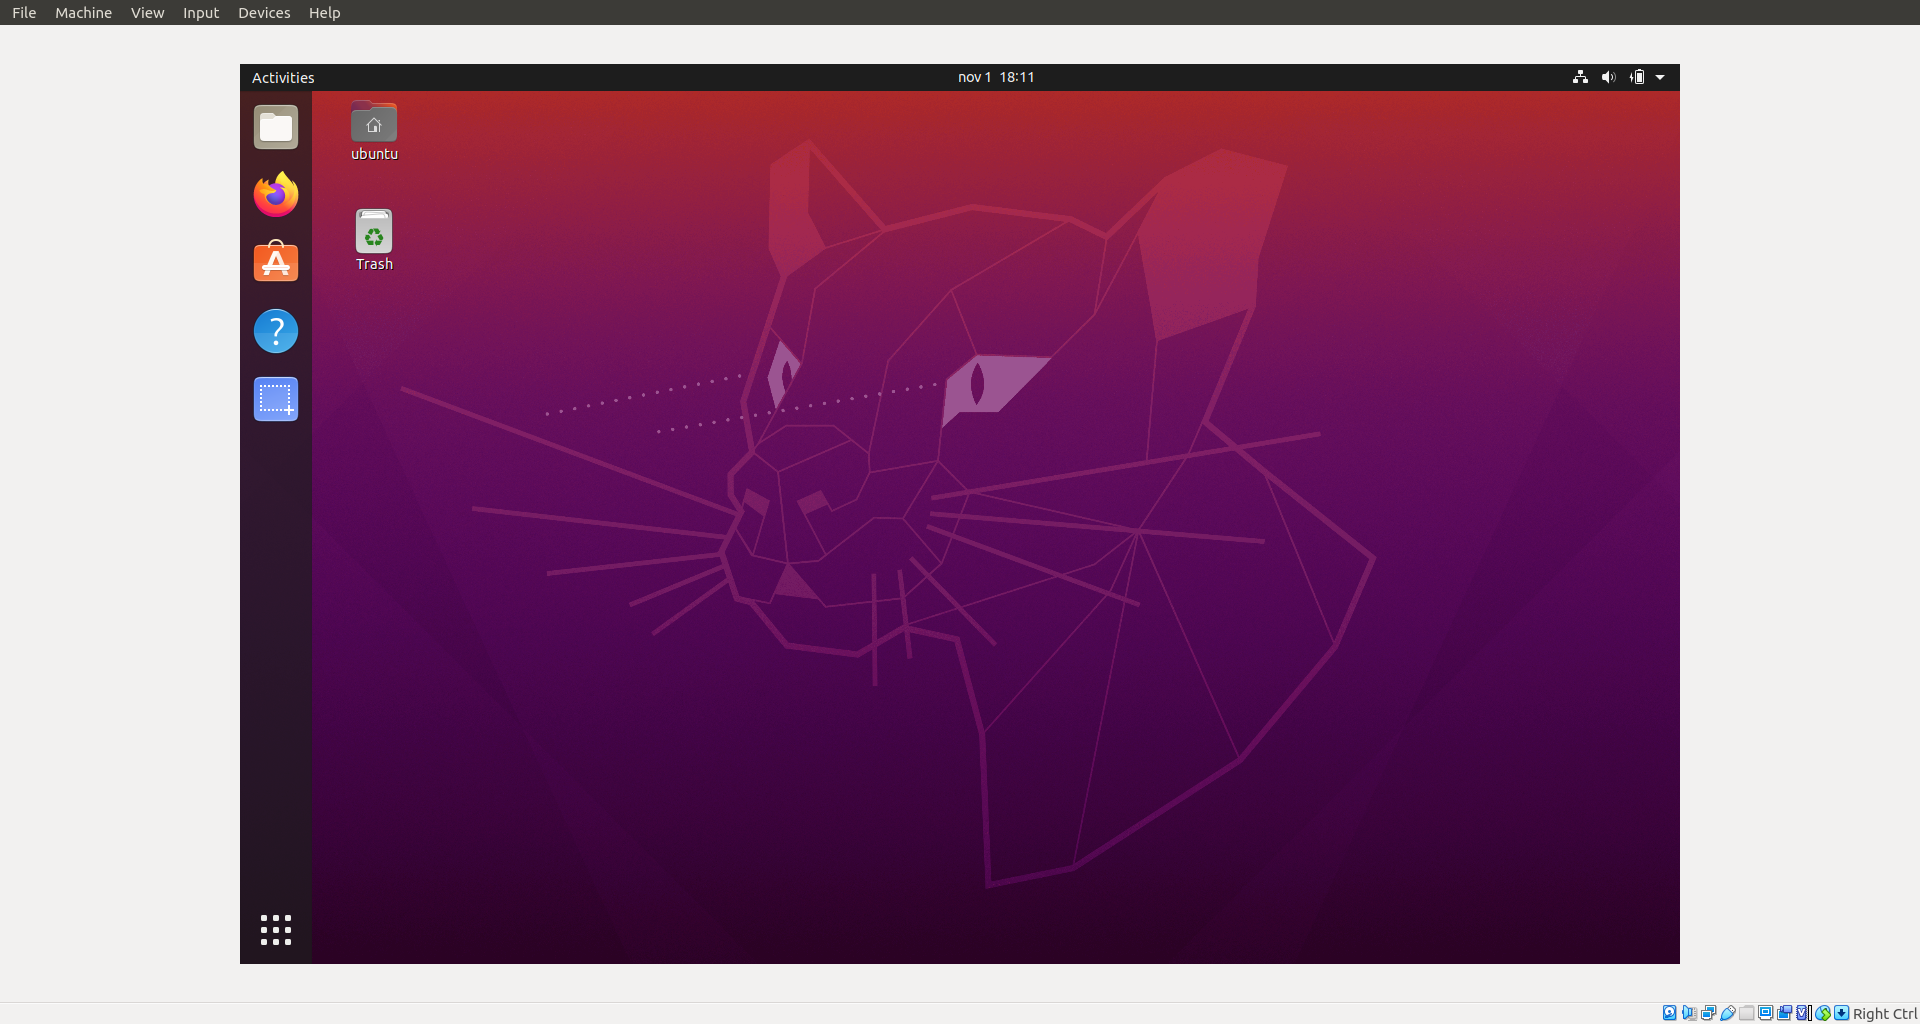 File Machine View Input Devices Help
Activities nov 1 18:11
ubuntu
Trash
Right Ctrl